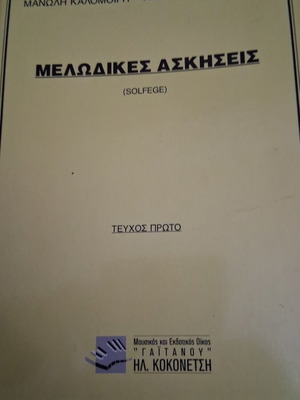 ΜΑΝΩΛΗ ΚΑΛΟΜΟΙΡΗ
ΜΕΛΩΔΙΚΕΣ ΑΣΚΗΣΕΙΣ
(SOLFEGE)
ΤΕΥΧΟΣ ΠΡΩΤΟ
Μουσικός και Εκδοτικός Οίκος
"ΓΑΪΤΑΝΟΥ"
ΗΛ. ΚΟΚΟΝΕΤΣΗ